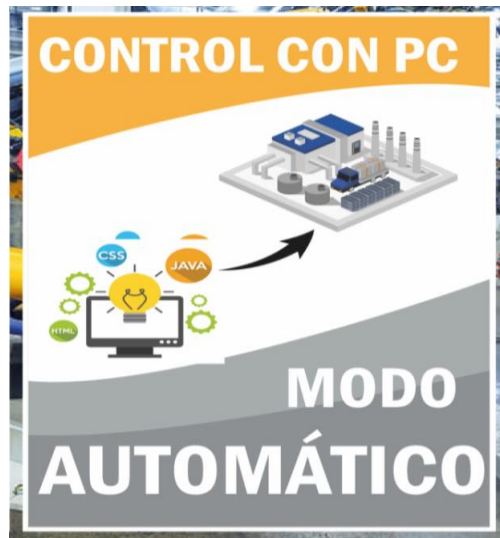 CONTROL CON PC
CSS
JAVA
HTML
MODO
AUTOMÁTICO